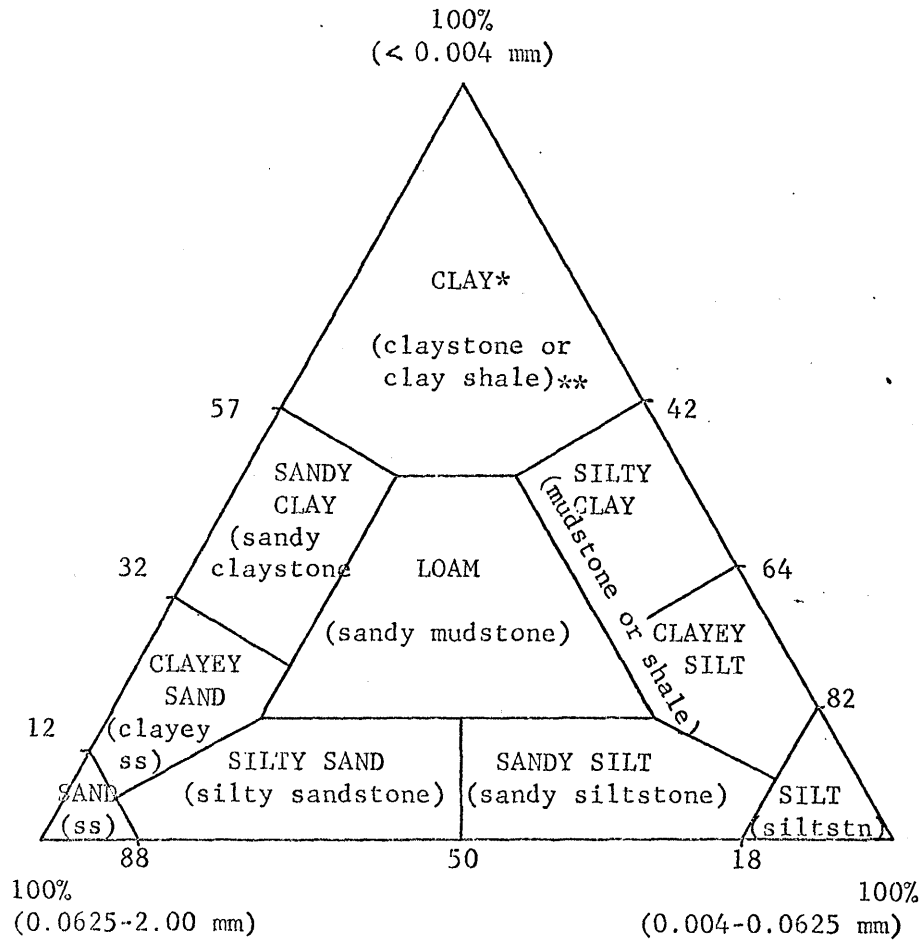 100%
(< 0.004 mm)
CLAY*
(claystone or
clay shale)**
57
42
SANDY
CLAY
(sandy
claystone
SILTY
CLAY
(mudstone or shale)
32
LOAM
64
(sandy mudstone)
CLAYEY
SAND
(clayey
ss)
CLAYEY
SILT
12
82
SILTY SAND
(silty sandstone)
SANDY SILT
(sandy siltstone)
SAND
(ss)
SILT
(siltstn)
88
50
18
100%
(0.0625-2.00 mm)
100%
(0.004-0.0625 mm)